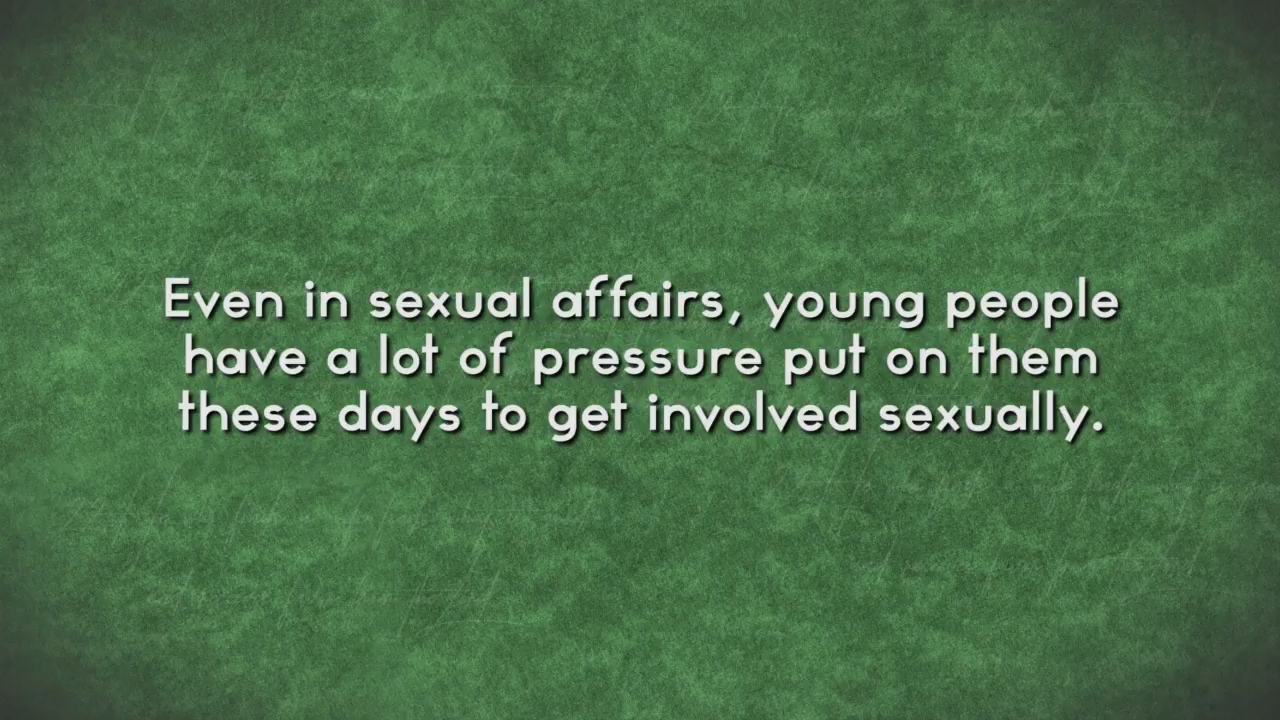 Even in sexual affairs, young people
have a lot of pressure put on them
these days to get involved sexually.